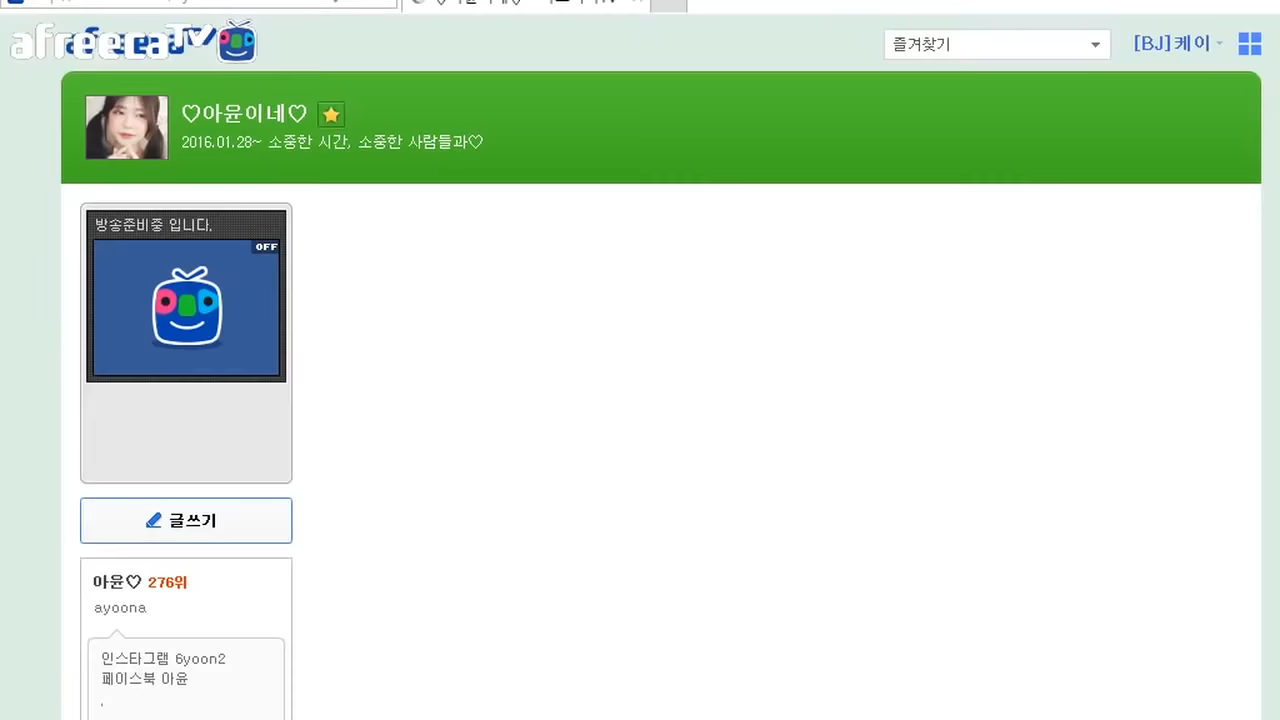 afreecaTV
즐겨찾기
[BJ]케이
♡아윤이네♡
2016.01.28~ 소중한 시간, 소중한 사람들과♡
방송준비중 입니다.
OFF
글쓰기
아윤♡ 276위
ayoona
인스타그램 6yoon2
페이스북 아윤